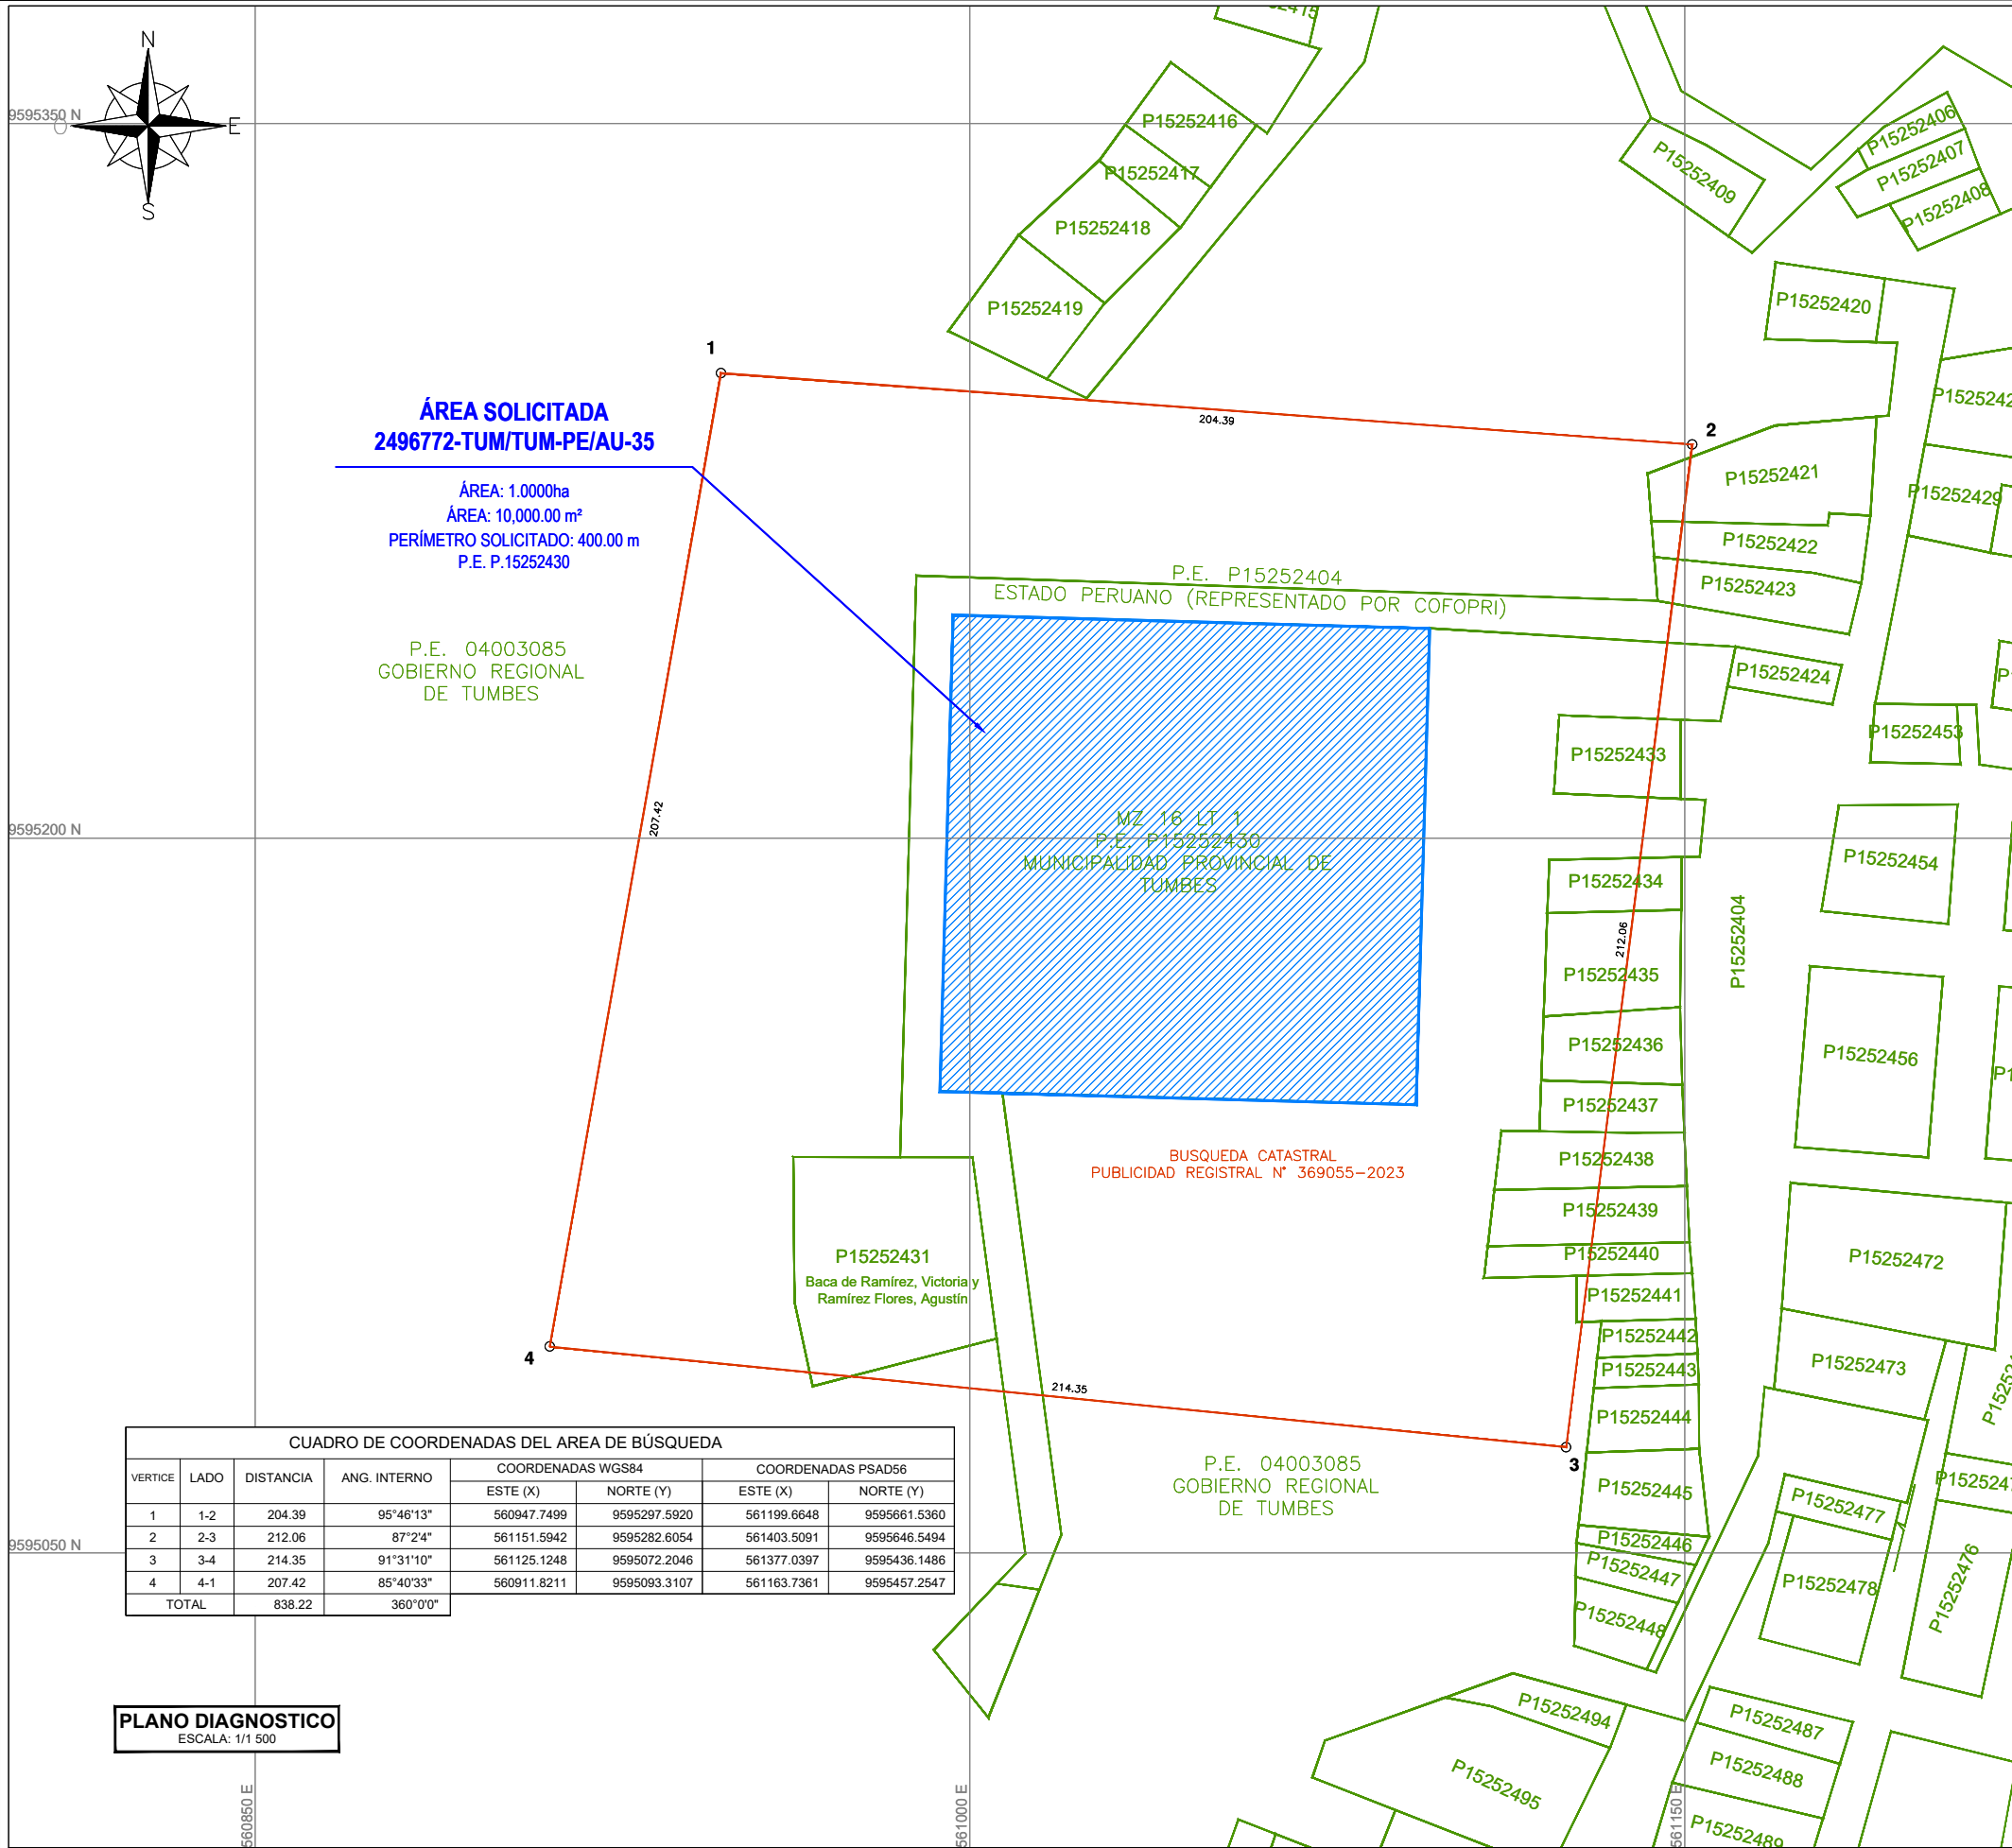 N
O
E
S
9595350 N
9595200 N
9595050 N
560850 E
561000 E
561150 E
P15252416
P15252417
P15252418
P15252419
P15252409
P15252406
P15252407
P15252408
P15252420
1
204.39
2
ÁREA SOLICITADA
2496772-TUM/TUM-PE/AU-35
ÁREA: 1.0000ha
ÁREA: 10,000.00 m²
PERÍMETRO SOLICITADO: 400.00 m
P.E. P.15252430
P.E. 04003085
GOBIERNO REGIONAL
DE TUMBES
P.E. P15252404
ESTADO PERUANO (REPRESENTADO POR COFOPRI)
P15252421
P15252422
P15252423
P15252429
P15252424
P15252453
P15252433
207.42
MZ 16 LT 1
P.E. P15252430
MUNICIPALIDAD PROVINCIAL DE
TUMBES
P15252434
212.06
P15252435
P15252404
P15252454
P15252436
P15252456
P15252437
BUSQUEDA CATASTRAL
PUBLICIDAD REGISTRAL N° 369055-2023
P15252438
P15252439
P15252440
P15252441
P15252442
P15252443
P15252444
P15252445
P15252446
P15252447
P15252448
P15252472
P15252473
P15252477
P15252478
P15252476
P15252431
Baca de Ramírez, Victoria y
Ramírez Flores, Agustín
4
214.35
3
P.E. 04003085
GOBIERNO REGIONAL
DE TUMBES
CUADRO DE COORDENADAS DEL AREA DE BÚSQUEDA
VERTICE LADO DISTANCIA ANG. INTERNO COORDENADAS WGS84 COORDENADAS PSAD56
ESTE (X) NORTE (Y) ESTE (X) NORTE (Y)
1 1-2 204.39 95°46'13" 560947.7499 9595297.5920 561199.6648 9595661.5360
2 2-3 212.06 87°2'4" 561151.5942 9595282.6054 561403.5091 9595646.5494
3 3-4 214.35 91°31'10" 561125.1248 9595072.2046 561377.0397 9595436.1486
4 4-1 207.42 85°40'33" 560911.8211 9595093.3107 561163.7361 9595457.2547
TOTAL 838.22 360°0'0"
PLANO DIAGNOSTICO
ESCALA: 1/1 500
P15252494
P15252495
P15252487
P15252488
P15252489